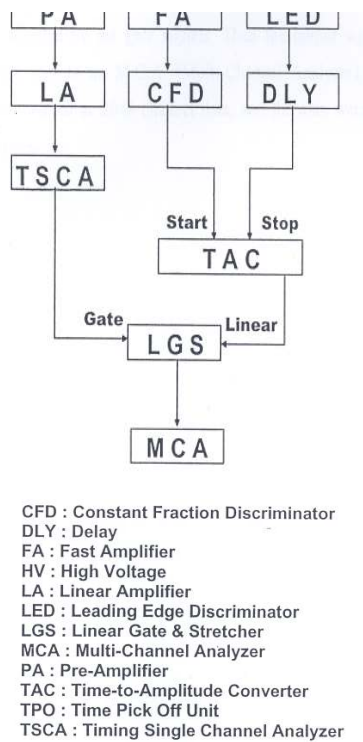 PA FA LED
LA CFD DLY
TSCA
Start Stop
TAC
Gate Linear
LGS
MCA
CFD : Constant Fraction Discriminator
DLY : Delay
FA : Fast Amplifier
HV : High Voltage
LA : Linear Amplifier
LED : Leading Edge Discriminator
LGS : Linear Gate & Stretcher
MCA : Multi-Channel Analyzer
PA : Pre-Amplifier
TAC : Time-to-Amplitude Converter
TPO : Time Pick Off Unit
TSCA : Timing Single Channel Analyzer